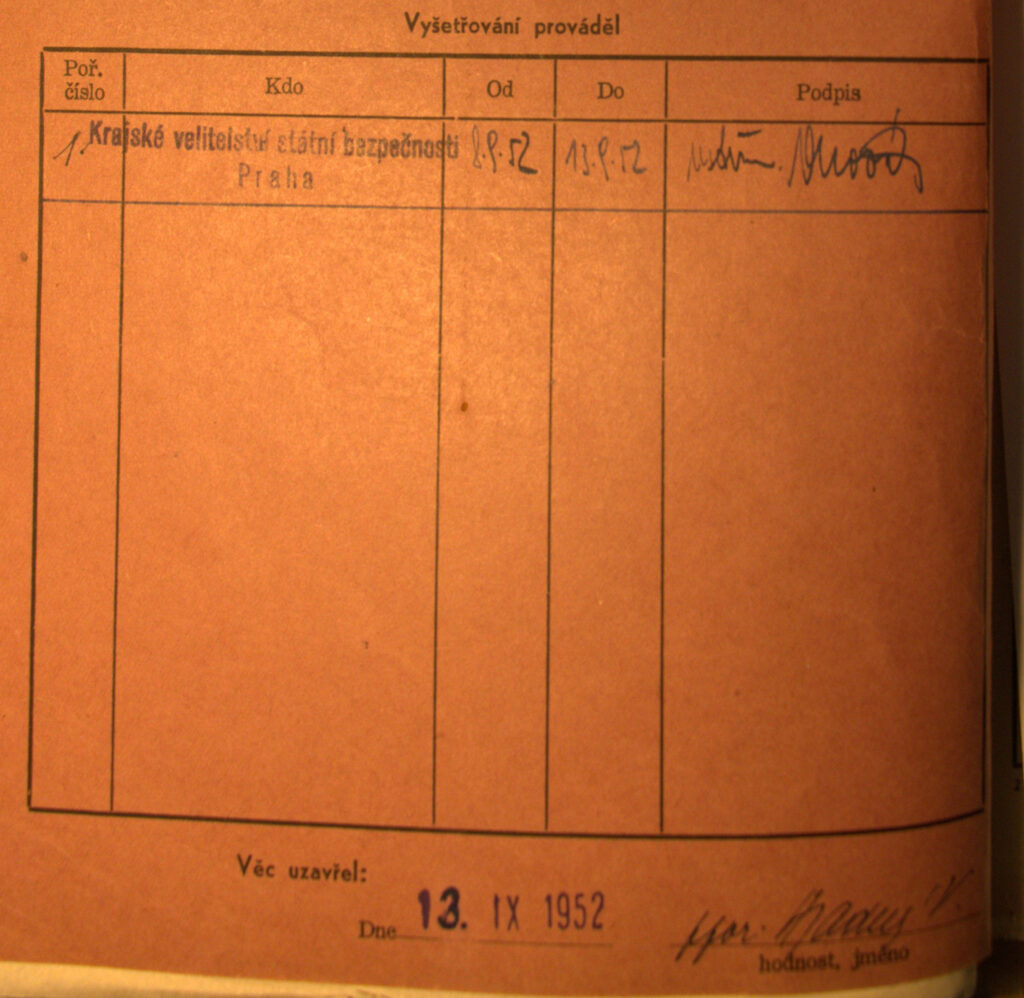 Vyšetřování prováděl
Poř. číslo Kdo Od Do Podpis
1. Krajské velitelství státní bezpečnosti 8.9.52 13.9.52
Praha
Věc uzavřel:
Dne 13. IX 1952
hodnost, jméno